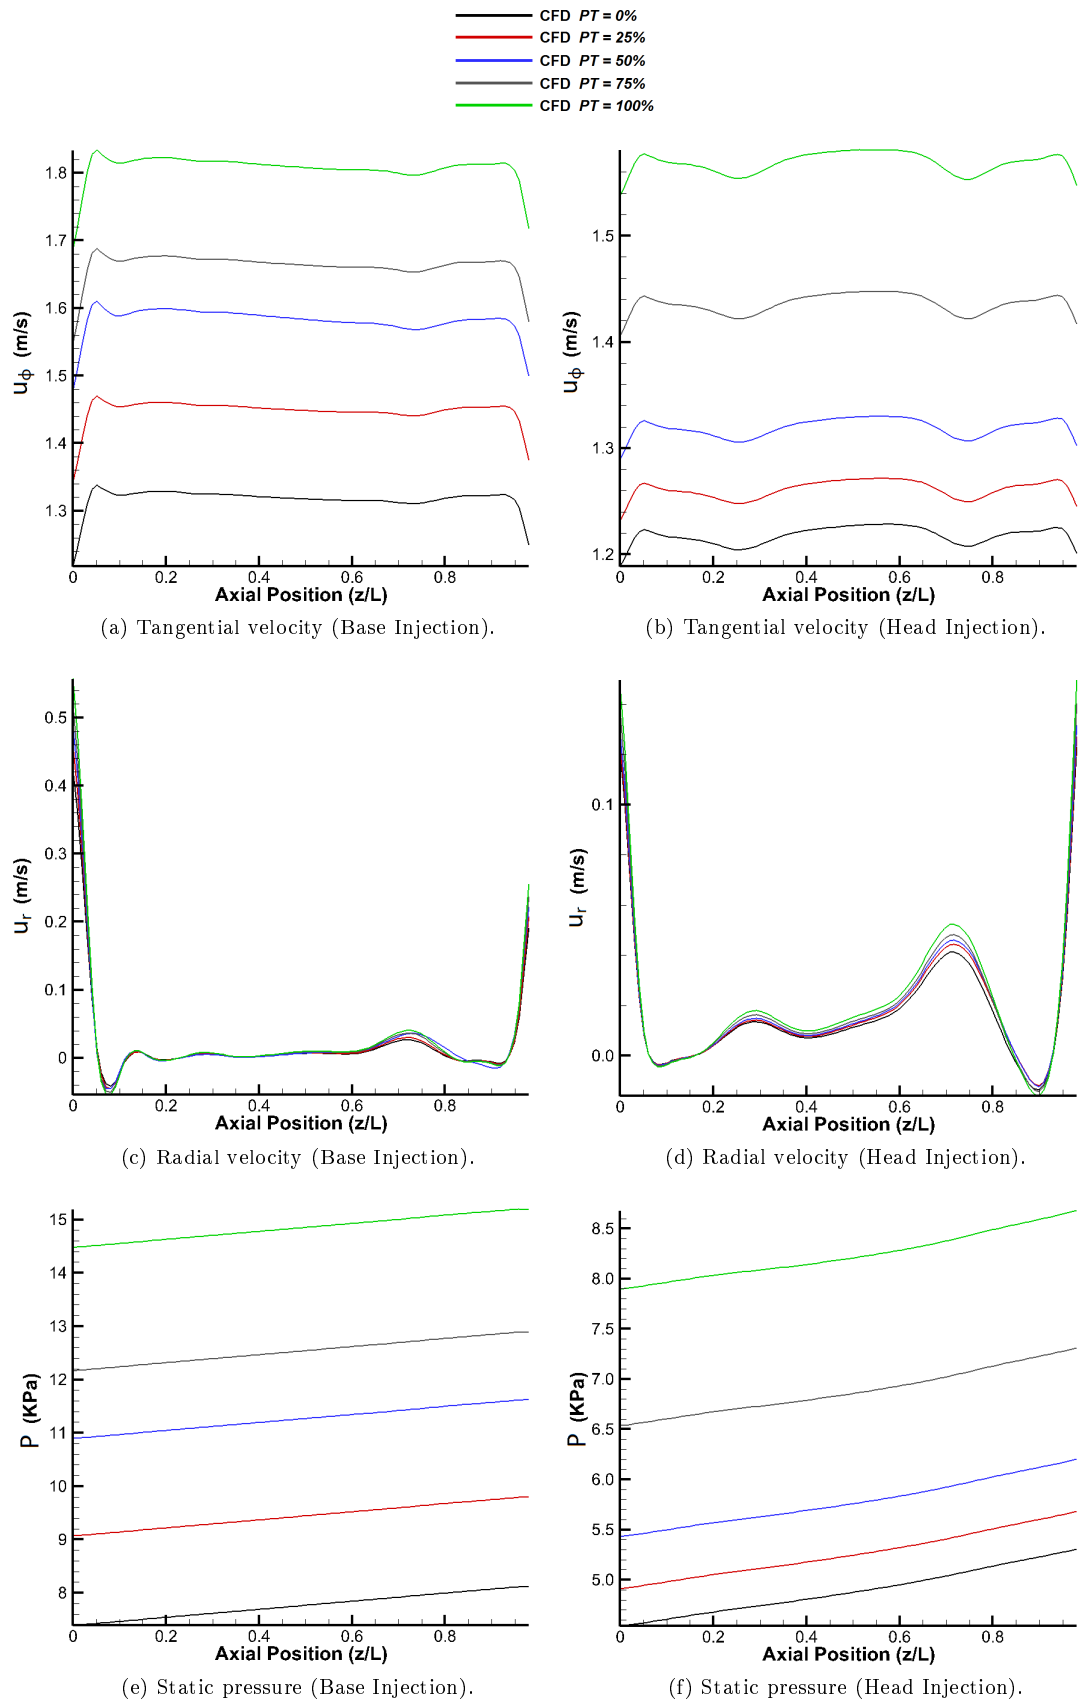 CFD PT = 0%
CFD PT = 25%
CFD PT = 50%
CFD PT = 75%
CFD PT = 100%
1.8
1.7
1.6
1.5
1.4
1.3
uϕ (m/s)
0 0.2 0.4 0.6 0.8
Axial Position (z/L)
(a) Tangential velocity (Base Injection).
1.5
1.4
1.3
1.2
uϕ (m/s)
0 0.2 0.4 0.6 0.8
Axial Position (z/L)
(b) Tangential velocity (Head Injection).
0.5
0.4
0.3
0.2
0.1
0
ur (m/s)
0 0.2 0.4 0.6 0.8
Axial Position (z/L)
(c) Radial velocity (Base Injection).
0.1
0.0
ur (m/s)
0 0.2 0.4 0.6 0.8
Axial Position (z/L)
(d) Radial velocity (Head Injection).
15
14
13
12
11
10
9
8
P (KPa)
0 0.2 0.4 0.6 0.8
Axial Position (z/L)
(e) Static pressure (Base Injection).
8.5
8.0
7.5
7.0
6.5
6.0
5.5
5.0
P (KPa)
0 0.2 0.4 0.6 0.8
Axial Position (z/L)
(f) Static pressure (Head Injection).